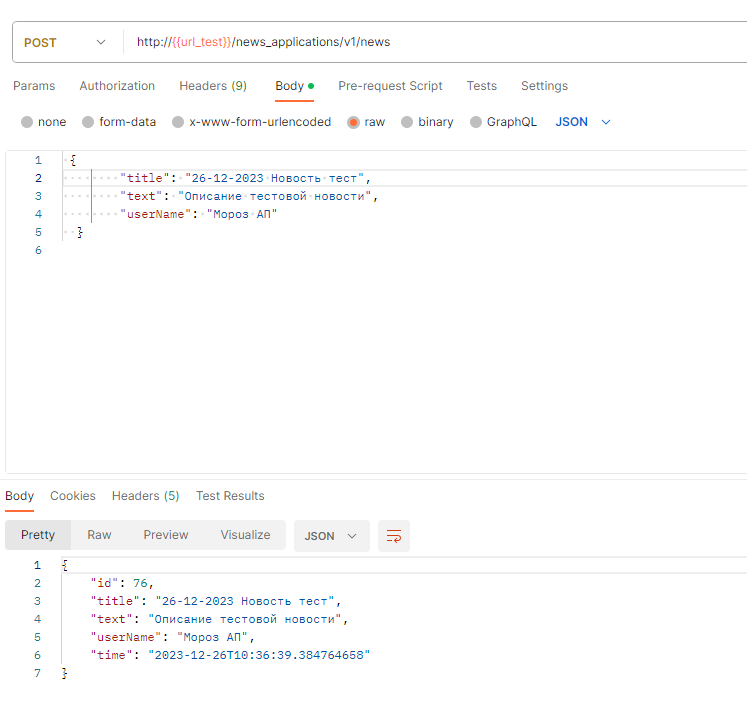 POST http://{{url_test}}/news_applications/v1/news
Params Authorization Headers (9) Body Pre-request Script Tests Settings
none form-data x-www-form-urlencoded raw binary GraphQL JSON
1 {
2 "title": "26-12-2023 Новость тест",
3 "text": "Описание тестовой новости",
4 "userName": "Мороз АП"
5 }
6
Body Cookies Headers (5) Test Results
Pretty Raw Preview Visualize JSON
1 {
2 "id": 76,
3 "title": "26-12-2023 Новость тест",
4 "text": "Описание тестовой новости",
5 "userName": "Мороз АП",
6 "time": "2023-12-26T10:36:39.384764658"
7 }